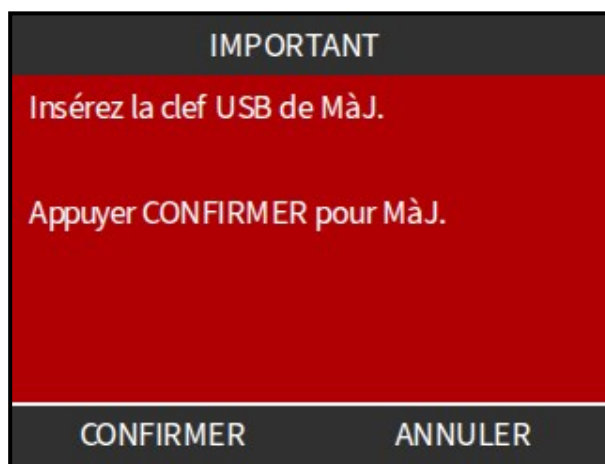 IMPORTANT
Insérez la clef USB de MàJ.
Appuyer CONFIRMER pour MàJ.
CONFIRMER ANNULER